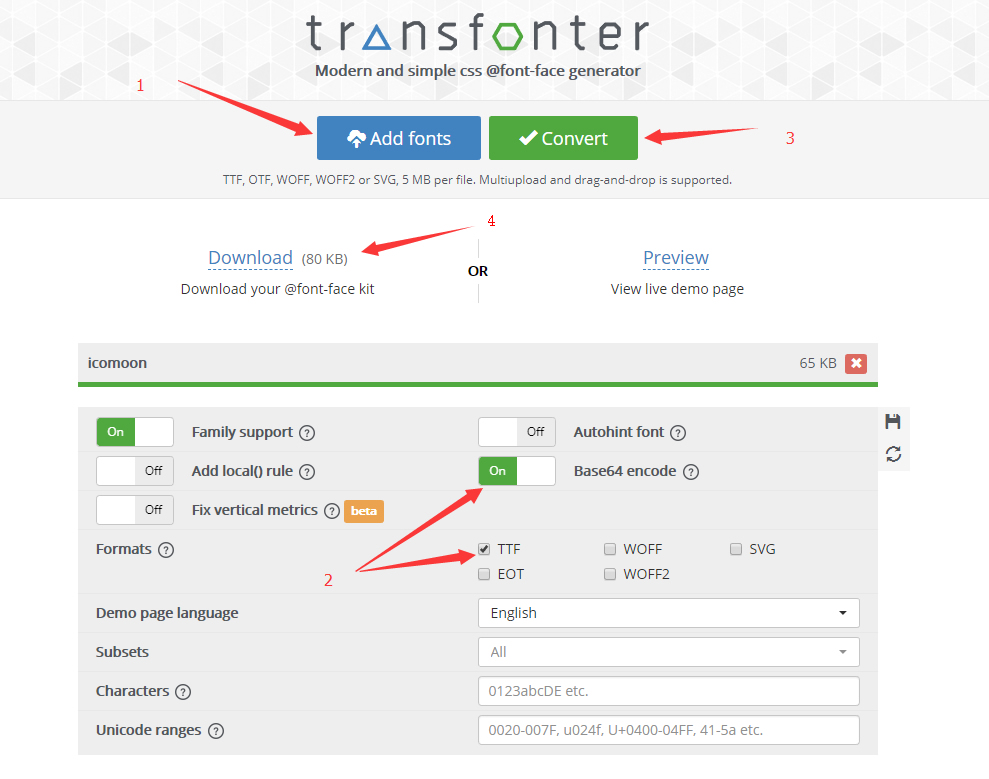 transfonter
Modern and simple css @font-face generator
1
Add fonts
Convert
3
TTF, OTF, WOFF, WOFF2 or SVG, 5 MB per file. Multiupload and drag-and-drop is supported.
4
Download (80 KB)
OR
Preview
Download your @font-face kit
View live demo page
icomoon
65 KB
On
Family support ?
Off
Autohint font ?
Off
Add local() rule ?
On
Base64 encode ?
Off
Fix vertical metrics ? beta
Formats ?
TTF
WOFF
SVG
2
EOT
WOFF2
Demo page language
English
Subsets
All
Characters ?
0123abcDE etc.
Unicode ranges ?
0020-007F, u024f, U+0400-04FF, 41-5a etc.